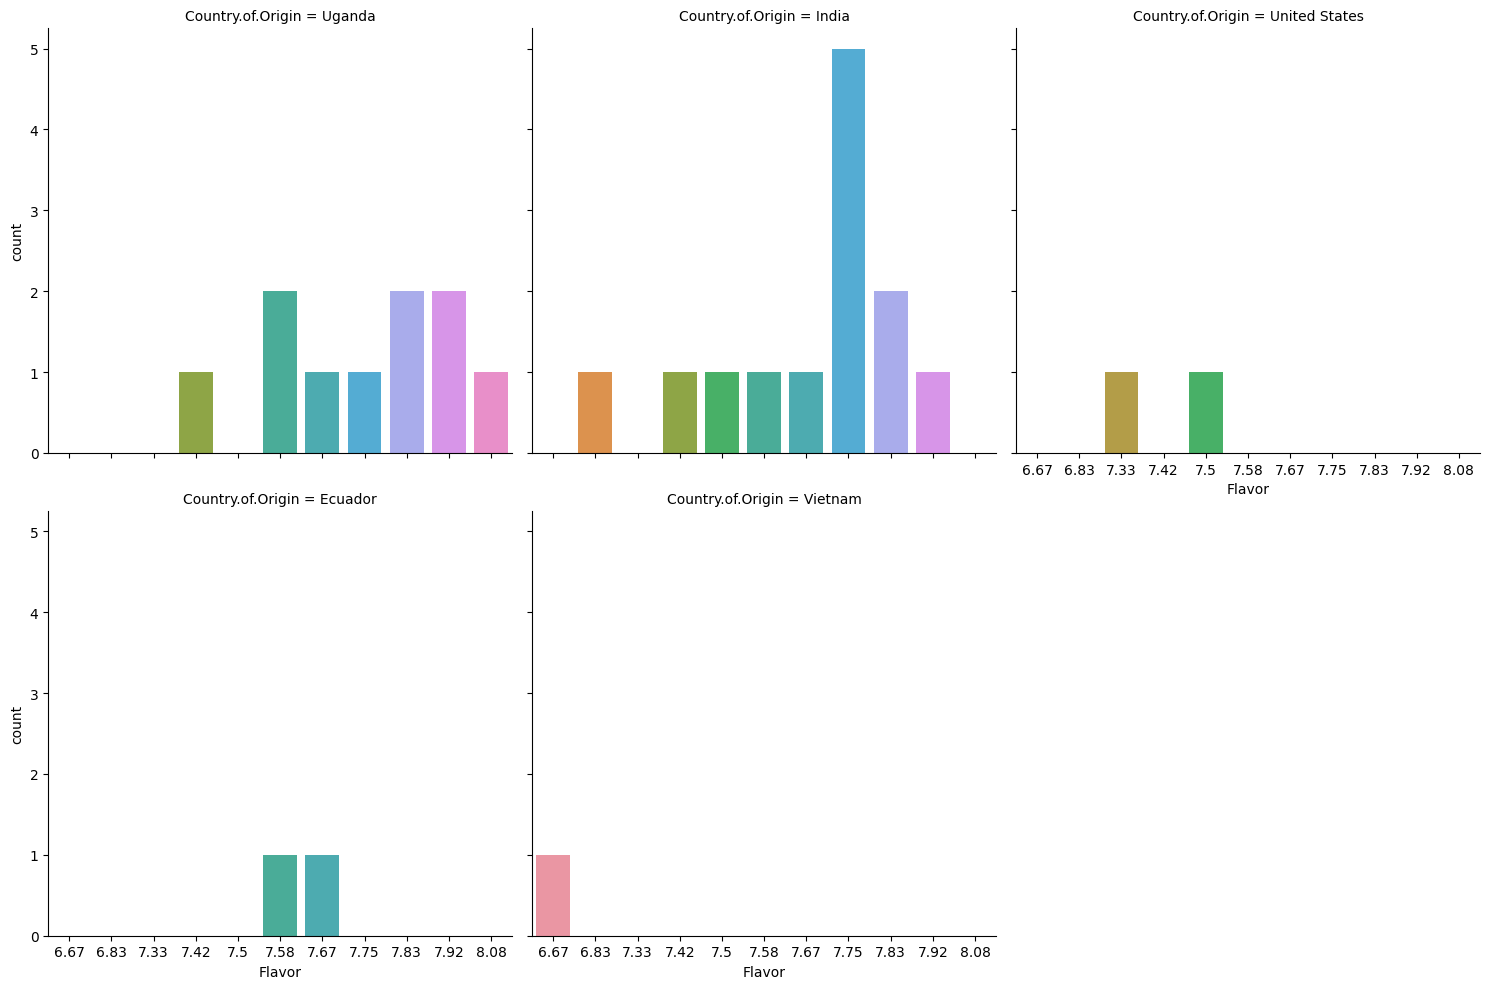 Country.of.Origin = Uganda
Country.of.Origin = India
Country.of.Origin = United States
5
4
3
2
1
0
count
6.67 6.83 7.33 7.42 7.5 7.58 7.67 7.75 7.83 7.92 8.08
Flavor
Country.of.Origin = Ecuador
Country.of.Origin = Vietnam
5
4
3
2
1
0
count
6.67 6.83 7.33 7.42 7.5 7.58 7.67 7.75 7.83 7.92 8.08
Flavor
6.67 6.83 7.33 7.42 7.5 7.58 7.67 7.75 7.83 7.92 8.08
Flavor